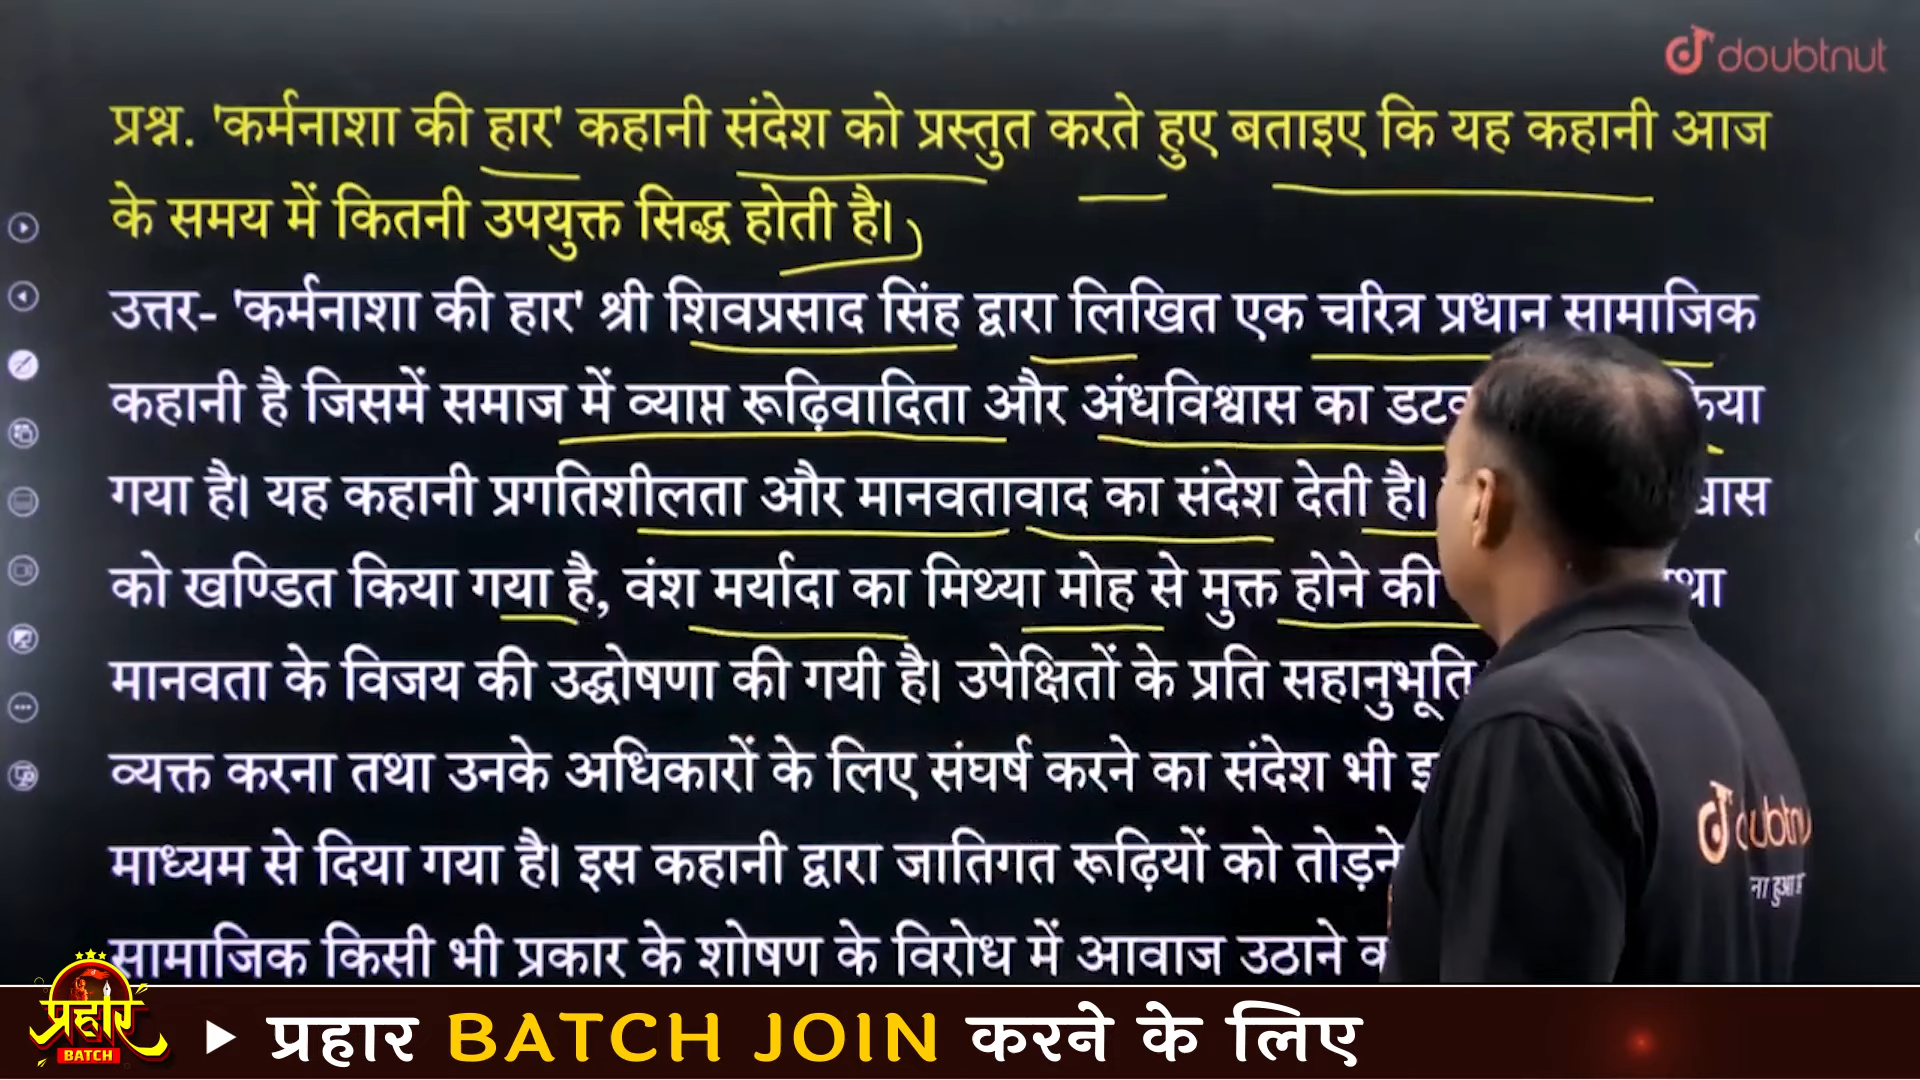 doubtnut
प्रश्न. 'कर्मनाशा की हार' कहानी संदेश को प्रस्तुत करते हुए बताइए कि यह कहानी आज
के समय में कितनी उपयुक्त सिद्ध होती है।
उत्तर- 'कर्मनाशा की हार' श्री शिवप्रसाद सिंह द्वारा लिखित एक चरित्र प्रधान सामाजिक
कहानी है जिसमें समाज में व्याप्त रूढ़िवादिता और अंधविश्वास का
गया है। यह कहानी प्रगतिशीलता और मानवतावाद का संदेश देती है।
को खण्डित किया गया है, वंश मर्यादा का मिथ्या मोह से मुक्त होने की
मानवता के विजय की उद्घोषणा की गयी है। उपेक्षितों के प्रति सहानुभूति
व्यक्त करना तथा उनके अधिकारों के लिए संघर्ष करने का संदेश भी
माध्यम से दिया गया है। इस कहानी द्वारा जातिगत रूढ़ियों को तोड़ने
सामाजिक किसी भी प्रकार के शोषण के विरोध में आवाज उठाने
doubtnu
प्रहार
BATCH
प्रहार BATCH JOIN करने के लिए